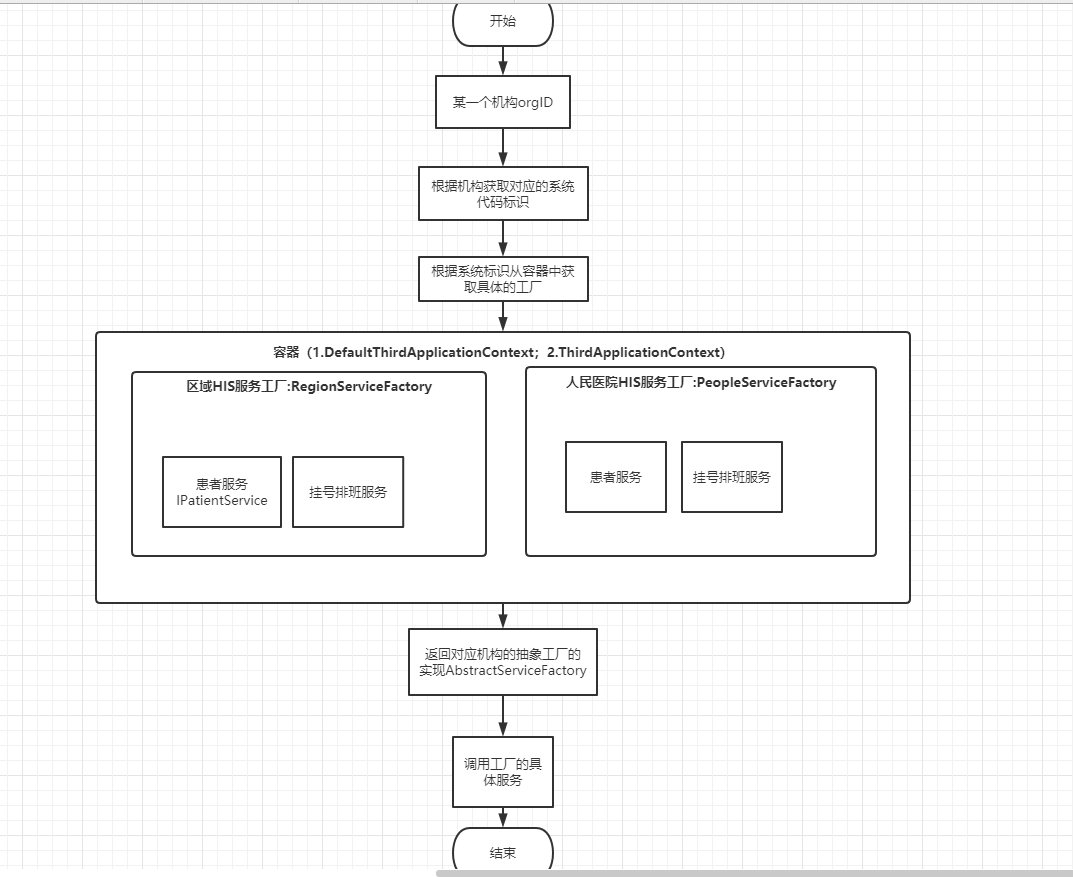 开始
某一个机构orgID
根据机构获取对应的系统
代码标识
根据系统标识从容器中获
取具体的工厂
容器（1.DefaultThirdApplicationContext；2.ThirdApplicationContext）
区域HIS服务工厂:RegionServiceFactory
患者服务
IPatientService
挂号排班服务
人民医院HIS服务工厂:PeopleServiceFactory
患者服务
挂号排班服务
返回对应机构的抽象工厂的
实现AbstractServiceFactory
调用工厂的具
体服务
结束